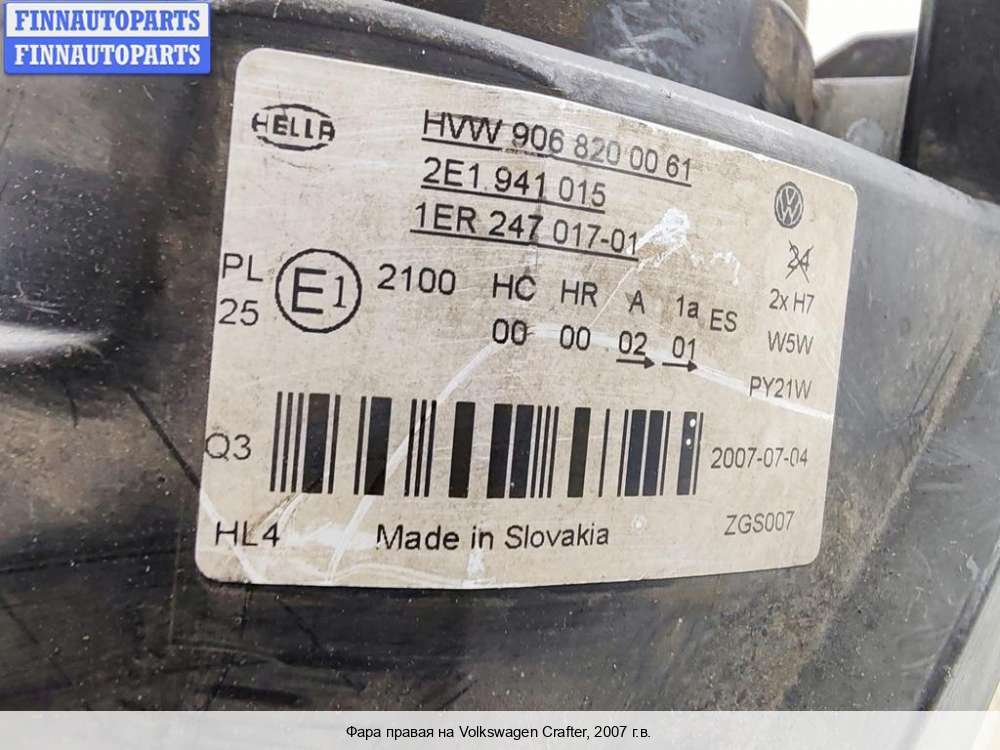 FINNAUTOPARTS
FINNAUTOPARTS
HELLA
HVW 906 820 00 61
2E1 941 015
1ER 247 017-01
24
PL
25
E1
2100 HC HR A 1a ES
00 00 02 01
2x H7
W5W
PY21W
Q3
2007-07-04
HL4
Made in Slovakia
ZGS007
Фара правая на Volkswagen Crafter, 2007 г.в.